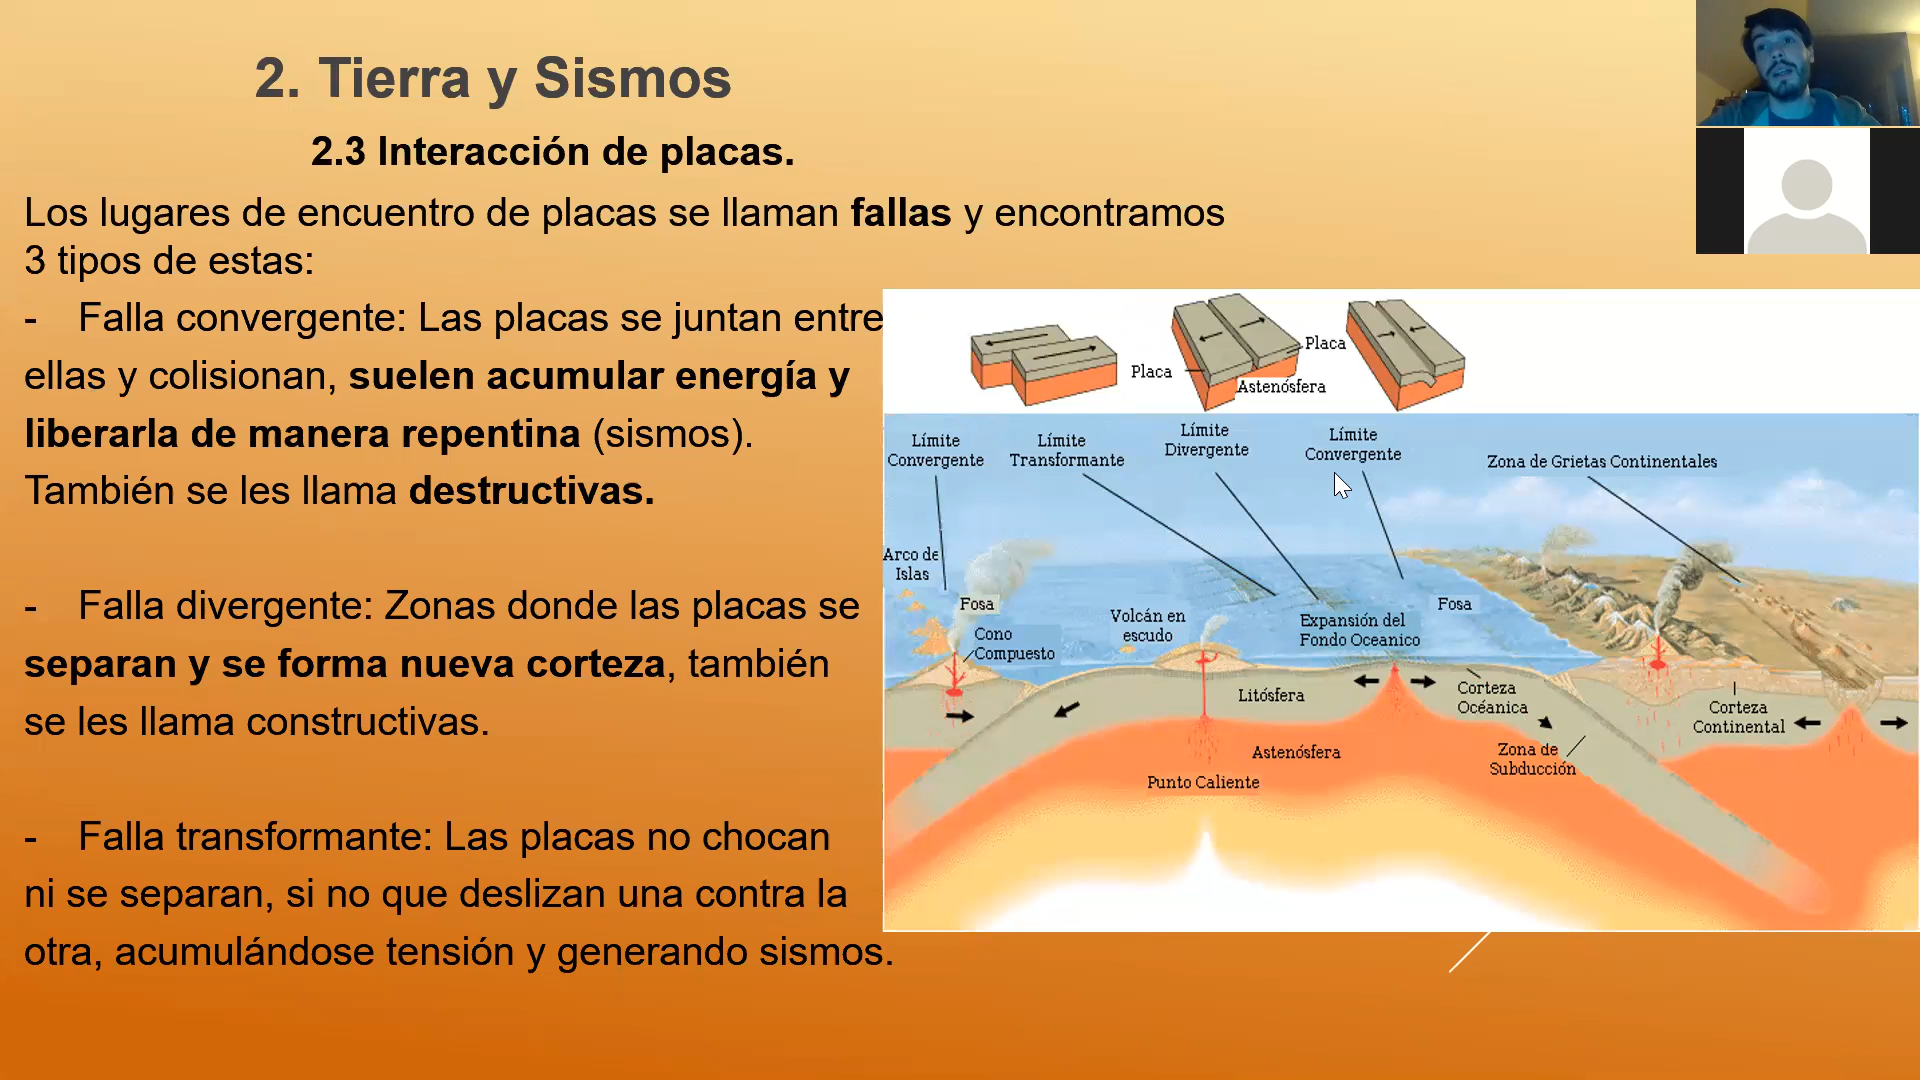 2. Tierra y Sismos
2.3 Interacción de placas.
Los lugares de encuentro de placas se llaman fallas y encontramos
3 tipos de estas:
- Falla convergente: Las placas se juntan entre
ellas y colisionan, suelen acumular energía y
liberarla de manera repentina (sismos).
También se les llama destructivas.
- Falla divergente: Zonas donde las placas se
separan y se forma nueva corteza, también
se les llama constructivas.
- Falla transformante: Las placas no chocan
ni se separan, si no que deslizan una contra la
otra, acumulándose tensión y generando sismos.
Placa
Placa
Astenósfera
Límite
Convergente
Límite
Transformante
Límite
Divergente
Límite
Convergente
Zona de Grietas Continentales
Arco de
Islas
Fosa
Cono
Compuesto
Volcán en
escudo
Expansión del
Fondo Oceanico
Fosa
Litósfera
Corteza
Océanica
Corteza
Continental
Astenósfera
Zona de
Subducción
Punto Caliente